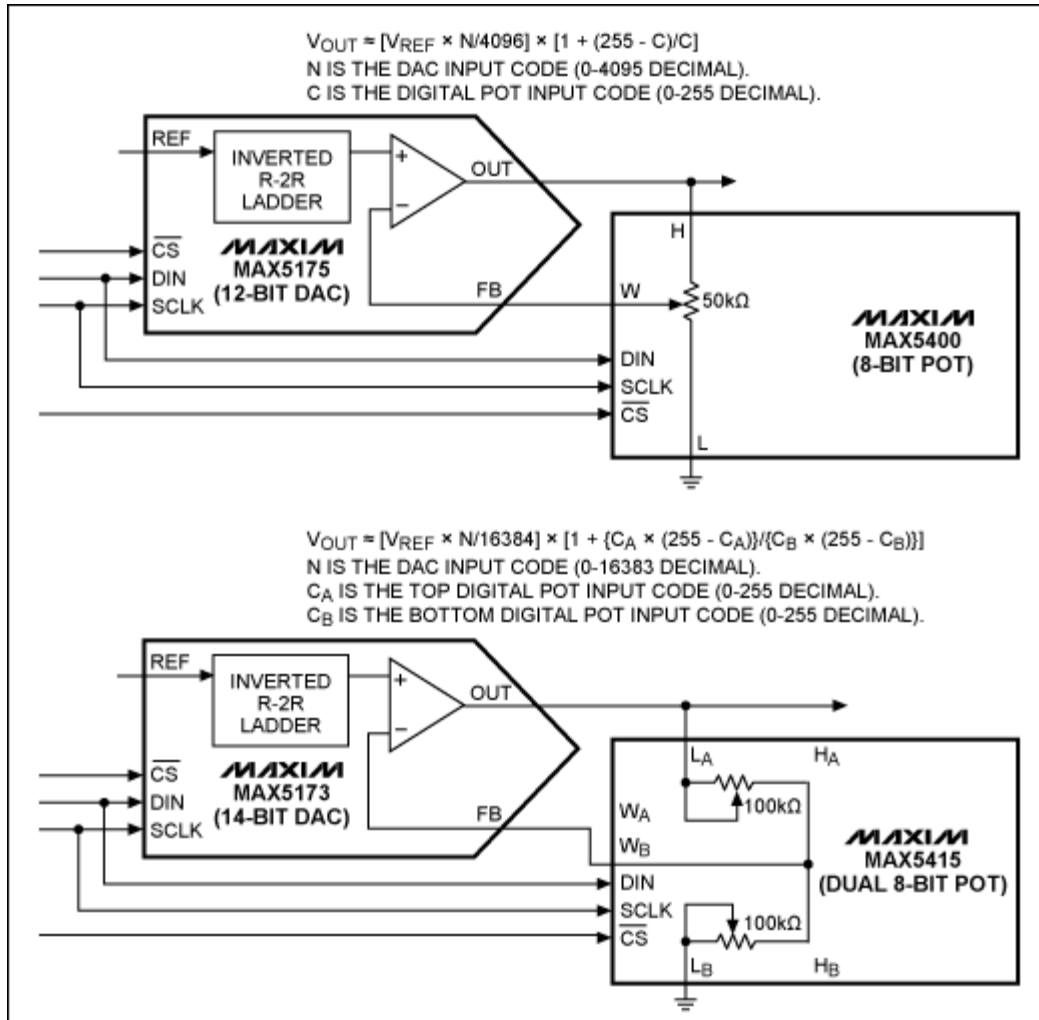 VOUT ≈ [VREF × N/4096] × [1 + (255 - C)/C]
N IS THE DAC INPUT CODE (0-4095 DECIMAL).
C IS THE DIGITAL POT INPUT CODE (0-255 DECIMAL).
REF
INVERTED
R-2R
LADDER
+
−
OUT
H
CS
DIN
SCLK
MAXIM
MAX5175
(12-BIT DAC)
FB
W
50kΩ
MAXIM
MAX5400
(8-BIT POT)
DIN
SCLK
CS
L
VOUT ≈ [VREF × N/16384] × [1 + {CA × (255 - CA)}/{CB × (255 - CB)}]
N IS THE DAC INPUT CODE (0-16383 DECIMAL).
CA IS THE TOP DIGITAL POT INPUT CODE (0-255 DECIMAL).
CB IS THE BOTTOM DIGITAL POT INPUT CODE (0-255 DECIMAL).
REF
INVERTED
R-2R
LADDER
+
−
OUT
LA
HA
CS
DIN
SCLK
MAXIM
MAX5173
(14-BIT DAC)
FB
WA
100kΩ
WB
MAXIM
MAX5415
(DUAL 8-BIT POT)
DIN
SCLK
CS
100kΩ
LB
HB